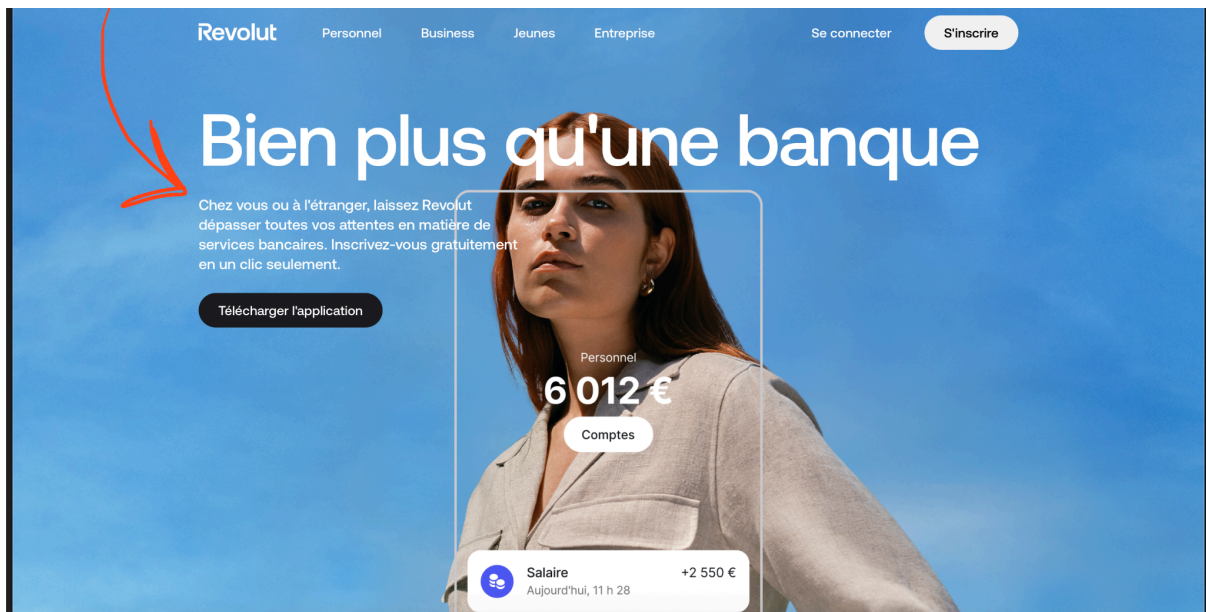 Revolut Personnel Business Jeunes Entreprise Se connecter S'inscrire
Bien plus qu'une banque
Chez vous ou à l'étranger, laissez Revolut
dépasser toutes vos attentes en matière de
services bancaires. Inscrivez-vous gratuitement
en un clic seulement.
Télécharger l'application
Personnel
6 012 €
Comptes
Salaire +2 550 €
Aujourd'hui, 11 h 28